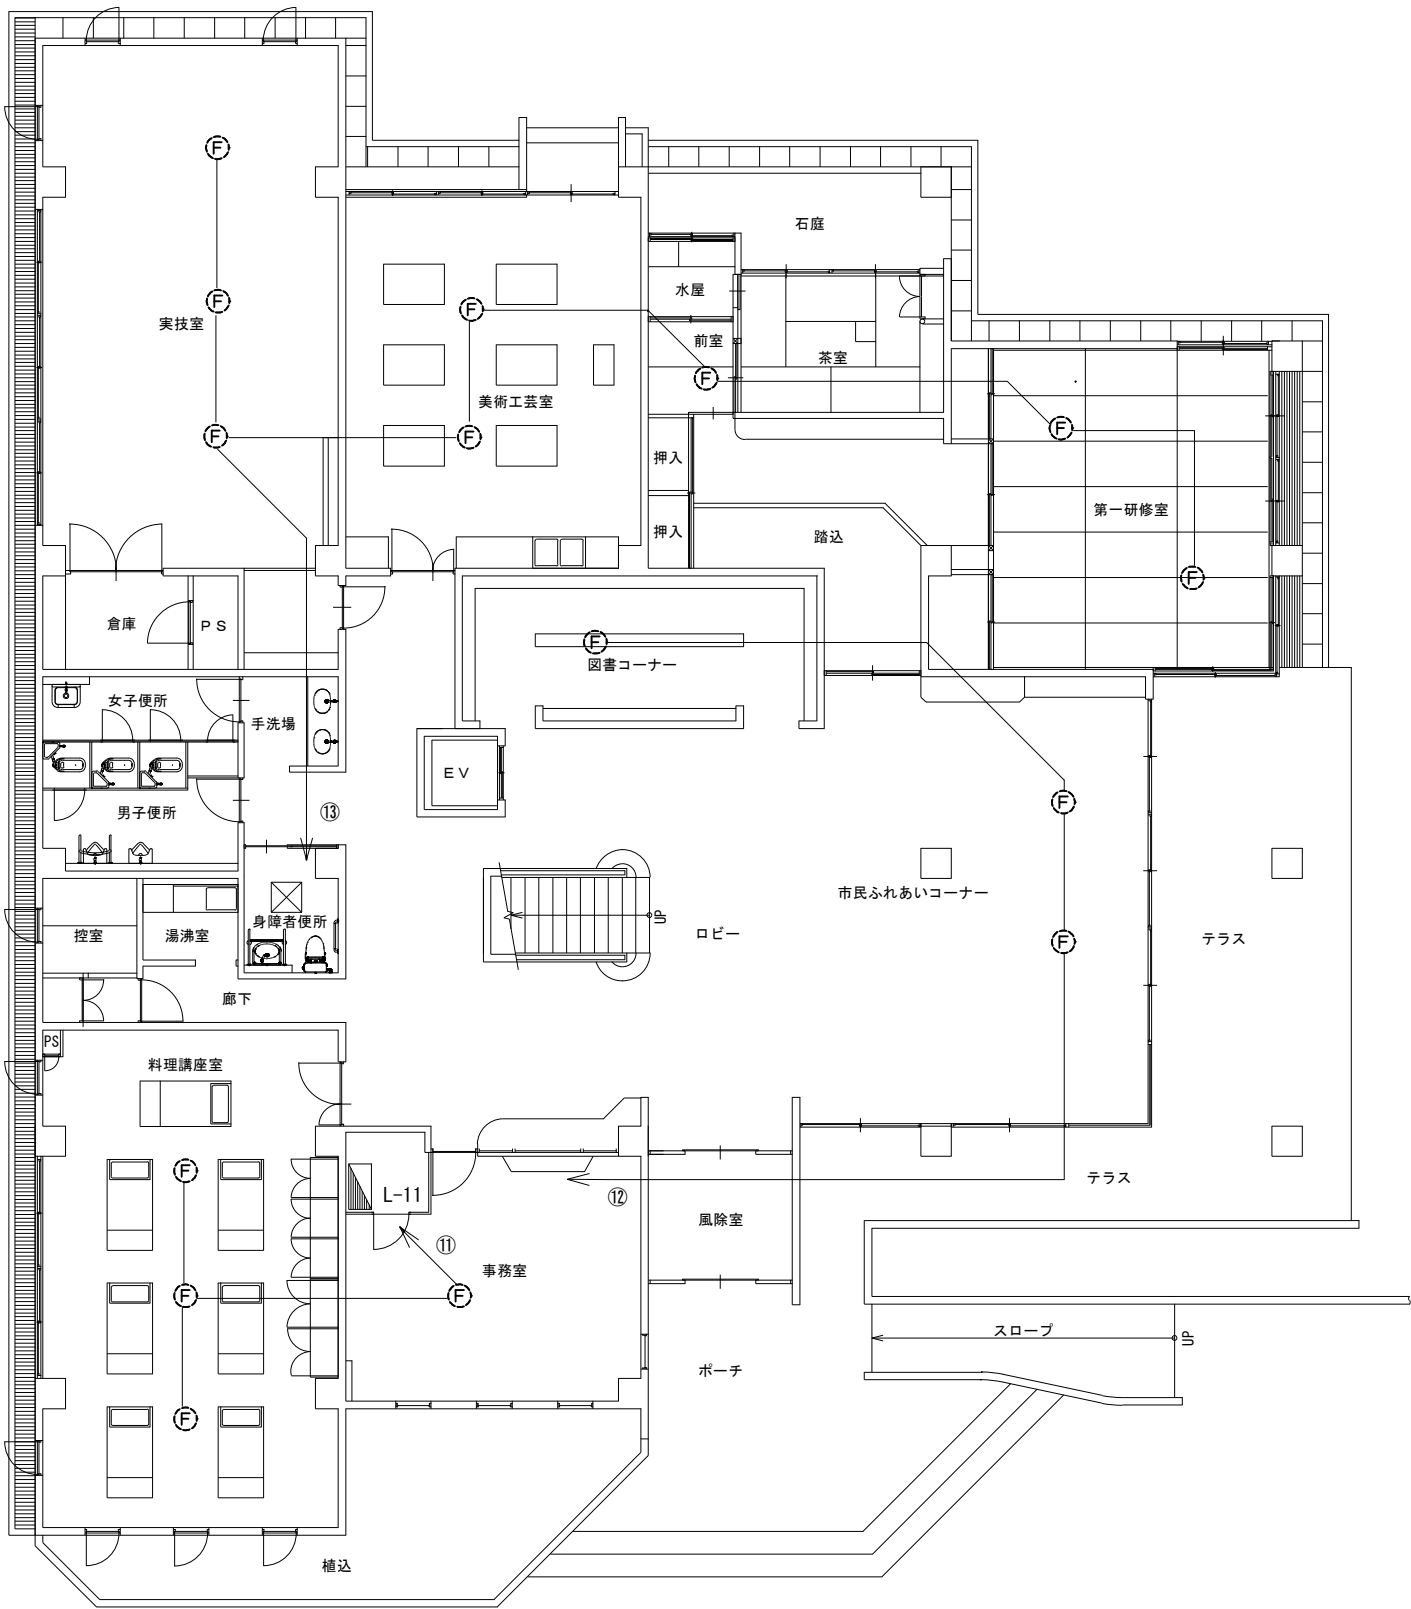 Ⓕ
石庭
Ⓕ
水屋
実技室
Ⓕ
前室
茶室
Ⓕ
美術工芸室
Ⓕ
Ⓕ
Ⓕ
押入
第一研修室
押入
踏込
Ⓕ
倉庫
ＰＳ
Ⓕ
図書コーナー
女子便所
手洗場
ＥＶ
Ⓕ
男子便所
⑬
市民ふれあいコーナー
身障者便所
UP
ロビー
控室
湯沸室
Ⓕ
テラス
廊下
PS
料理講座室
Ⓕ
テラス
L-11
⑫
風除室
⑪
事務室
Ⓕ
Ⓕ
スロープ
UP
ポーチ
Ⓕ
植込